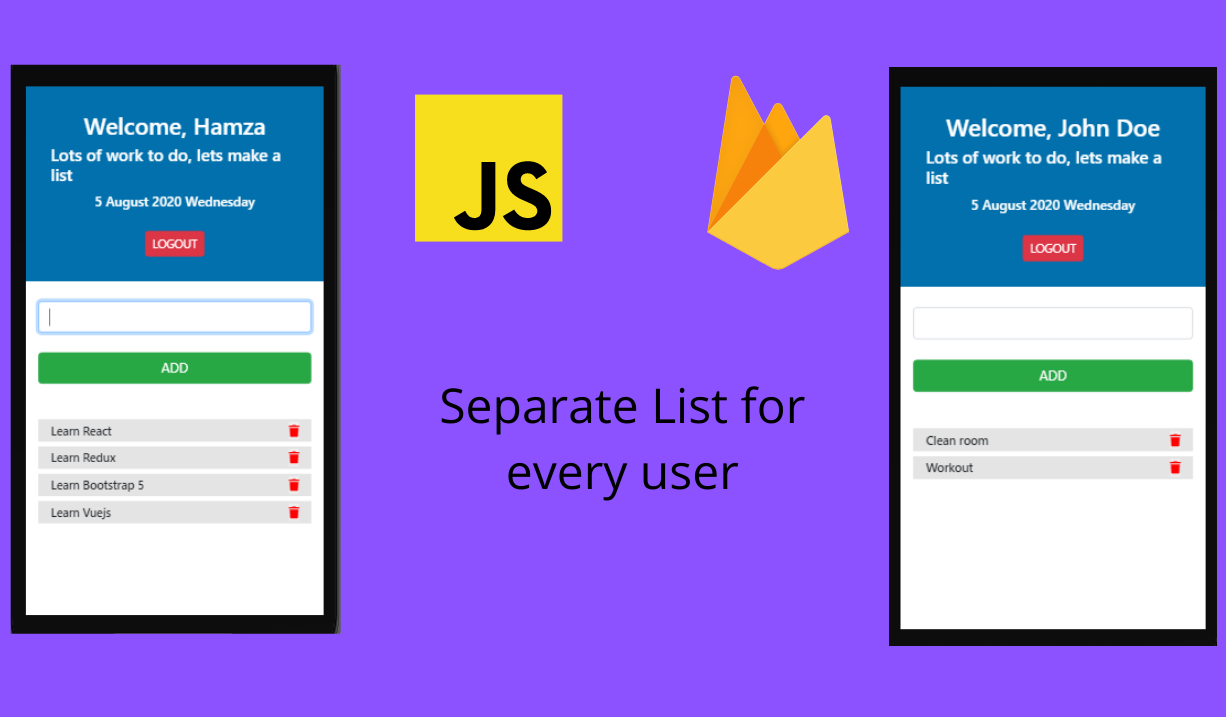 Welcome, Hamza
Lots of work to do, lets make a
list
5 August 2020 Wednesday
LOGOUT
ADD
Learn React
Learn Redux
Learn Bootstrap 5
Learn Vuejs
JS
Separate List for
every user
Welcome, John Doe
Lots of work to do, lets make a
list
5 August 2020 Wednesday
LOGOUT
ADD
Clean room
Workout